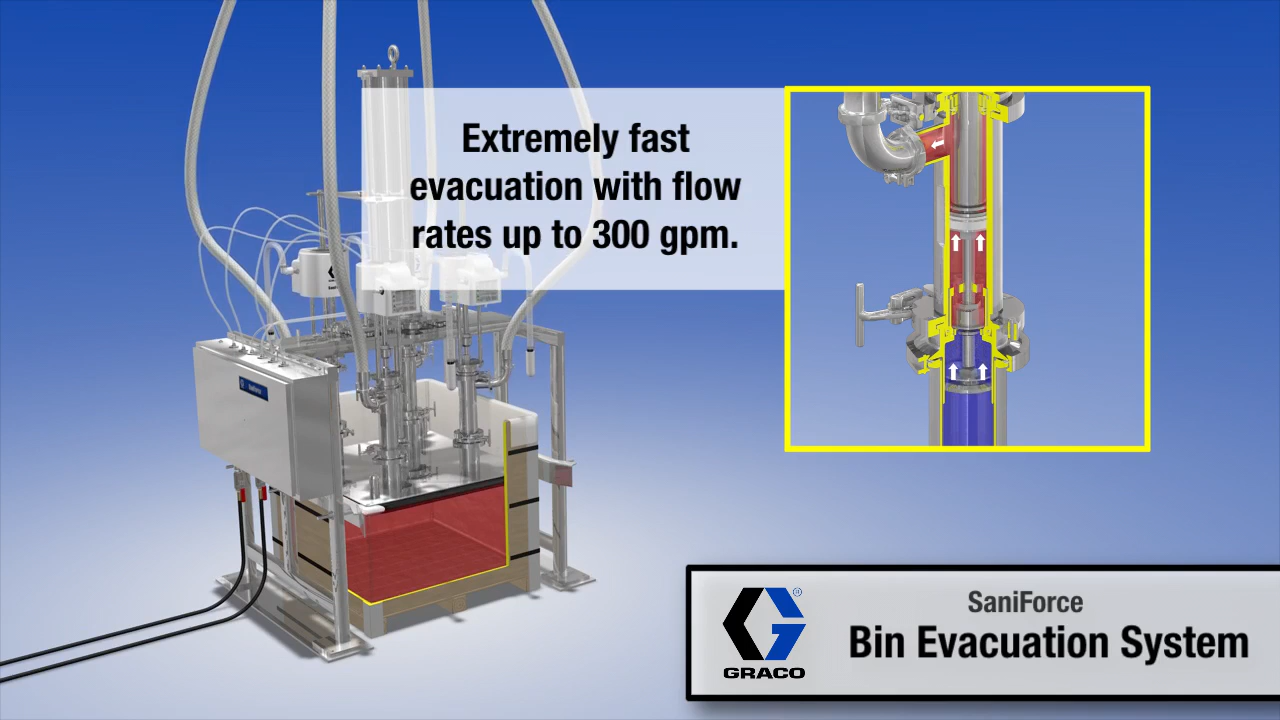 Extremely fast
evacuation with flow
rates up to 300 gpm.
SaniForce
Bin Evacuation System
GRACO